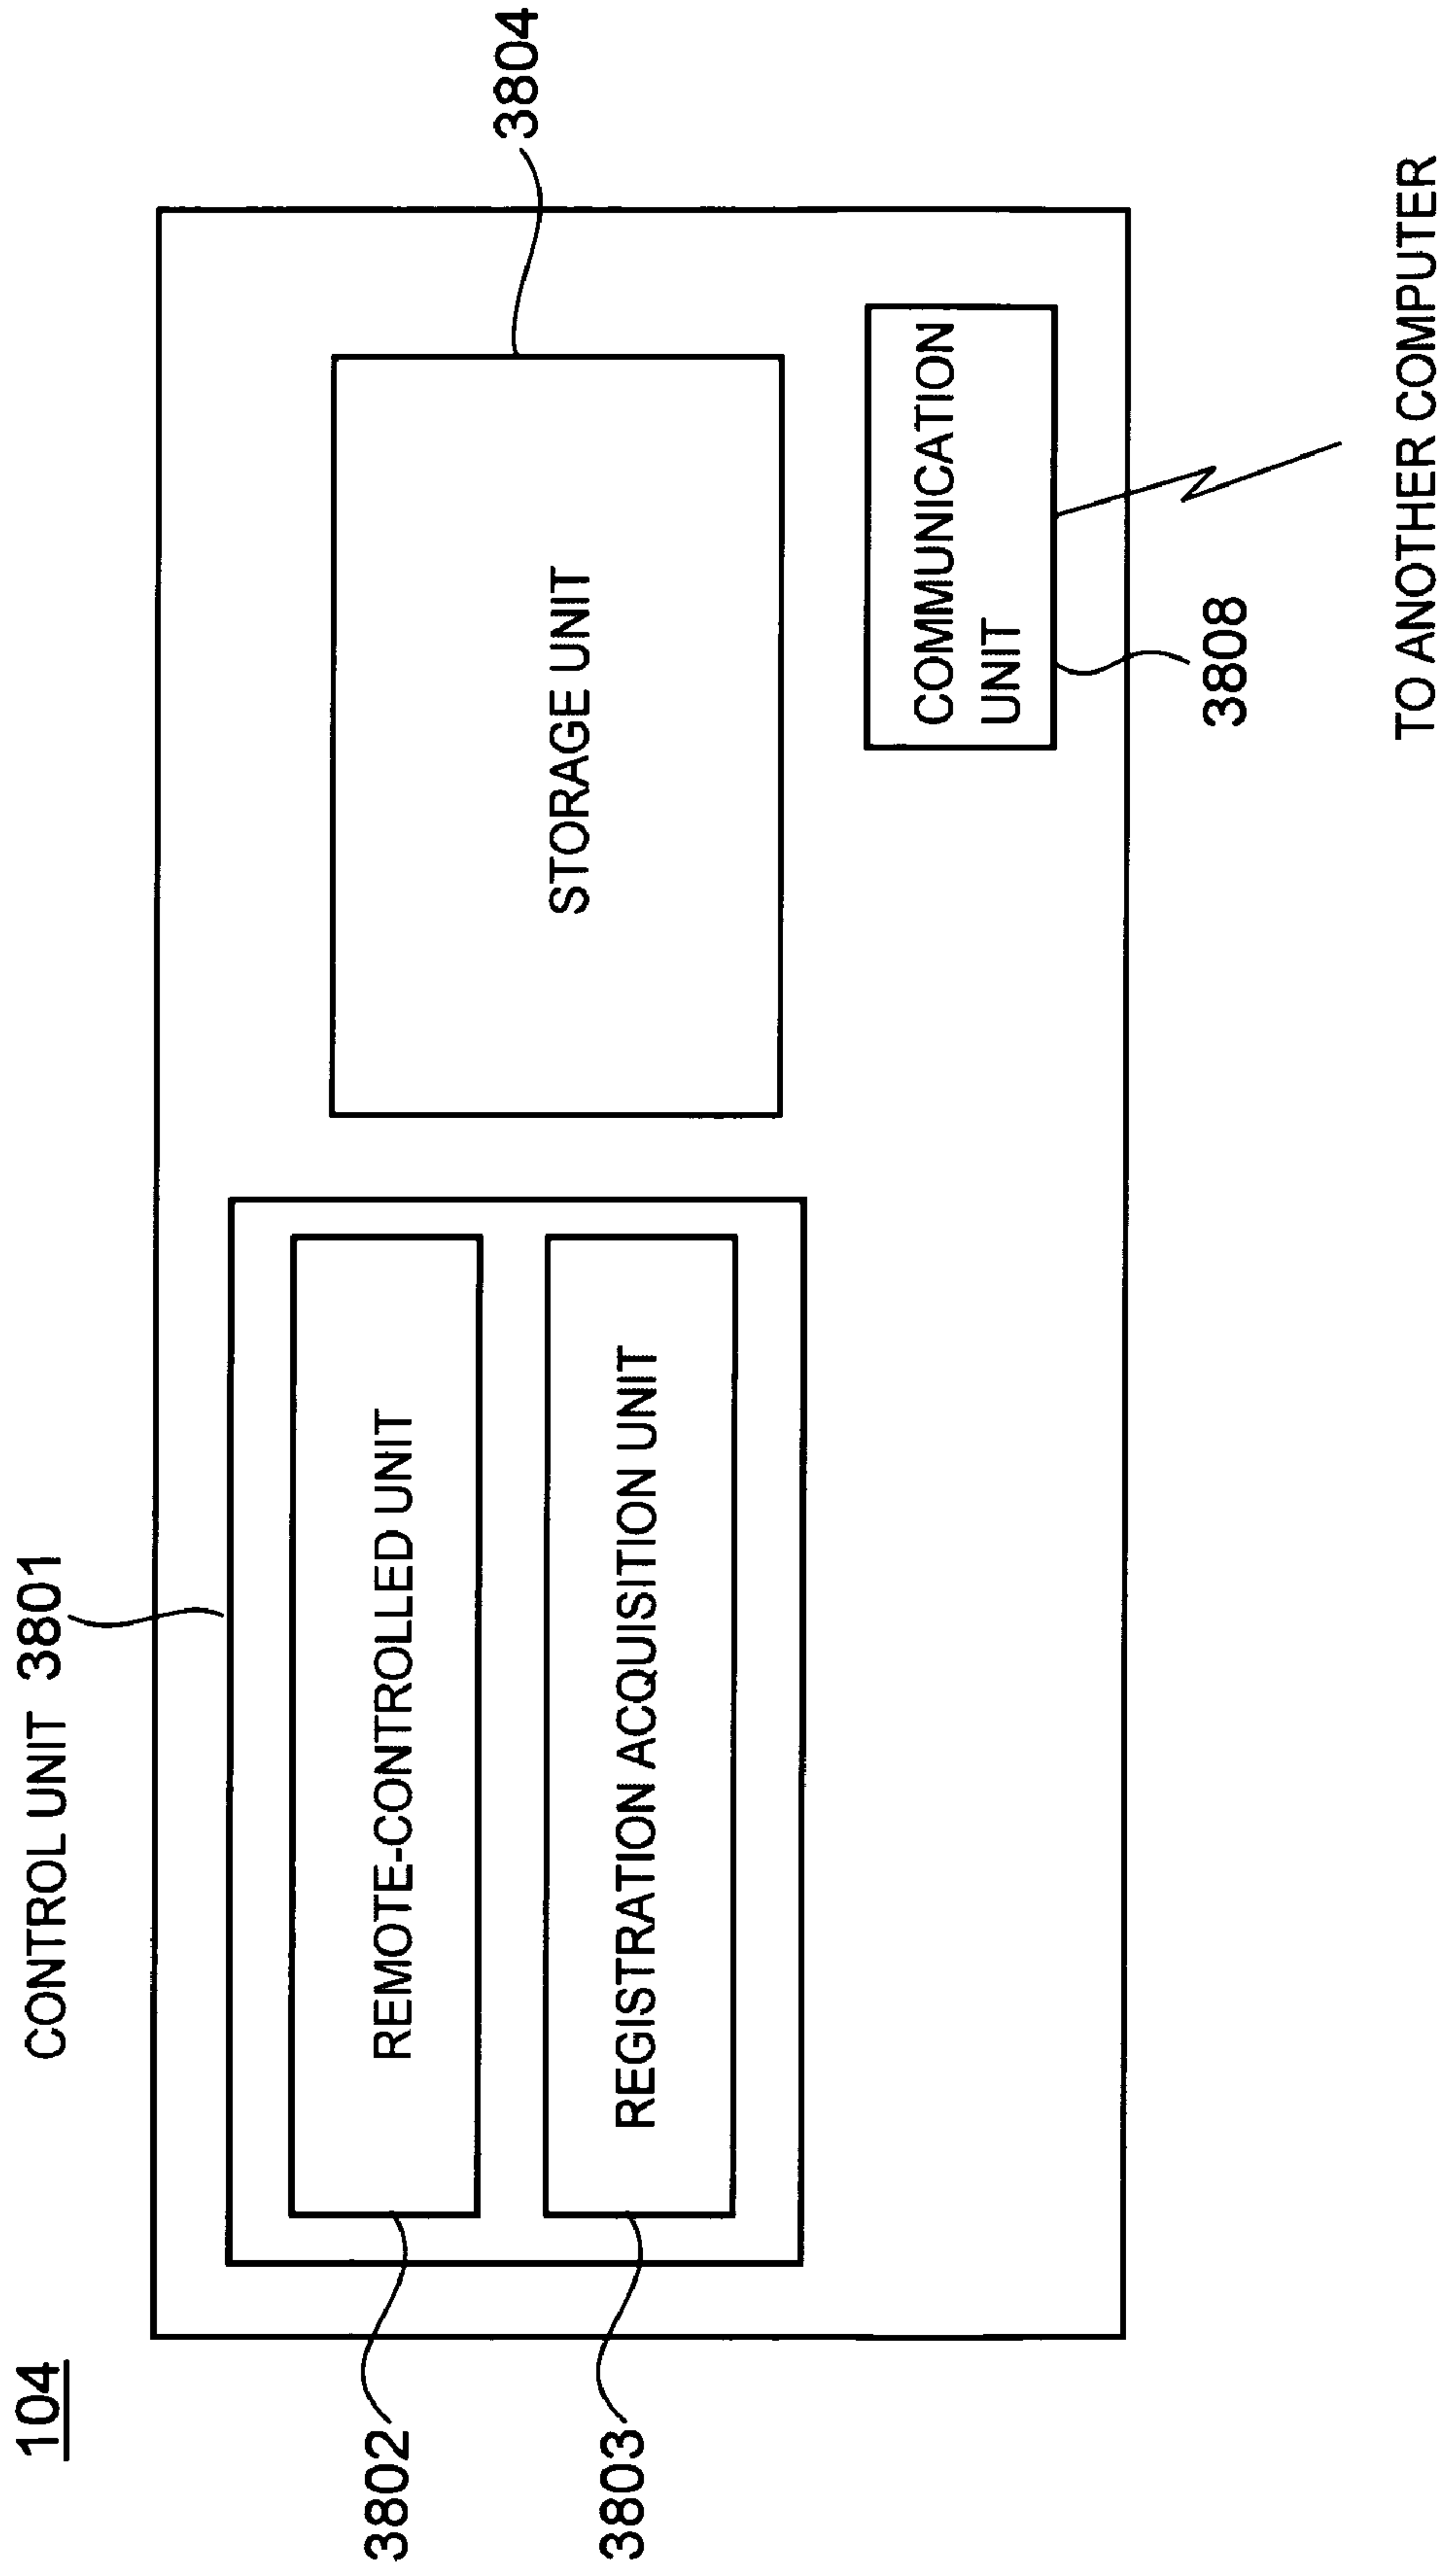 104
CONTROL UNIT 3801
3802
REMOTE-CONTROLLED UNIT
3803
REGISTRATION ACQUISITION UNIT
3804
STORAGE UNIT
COMMUNICATION
UNIT
3808
TO ANOTHER COMPUTER